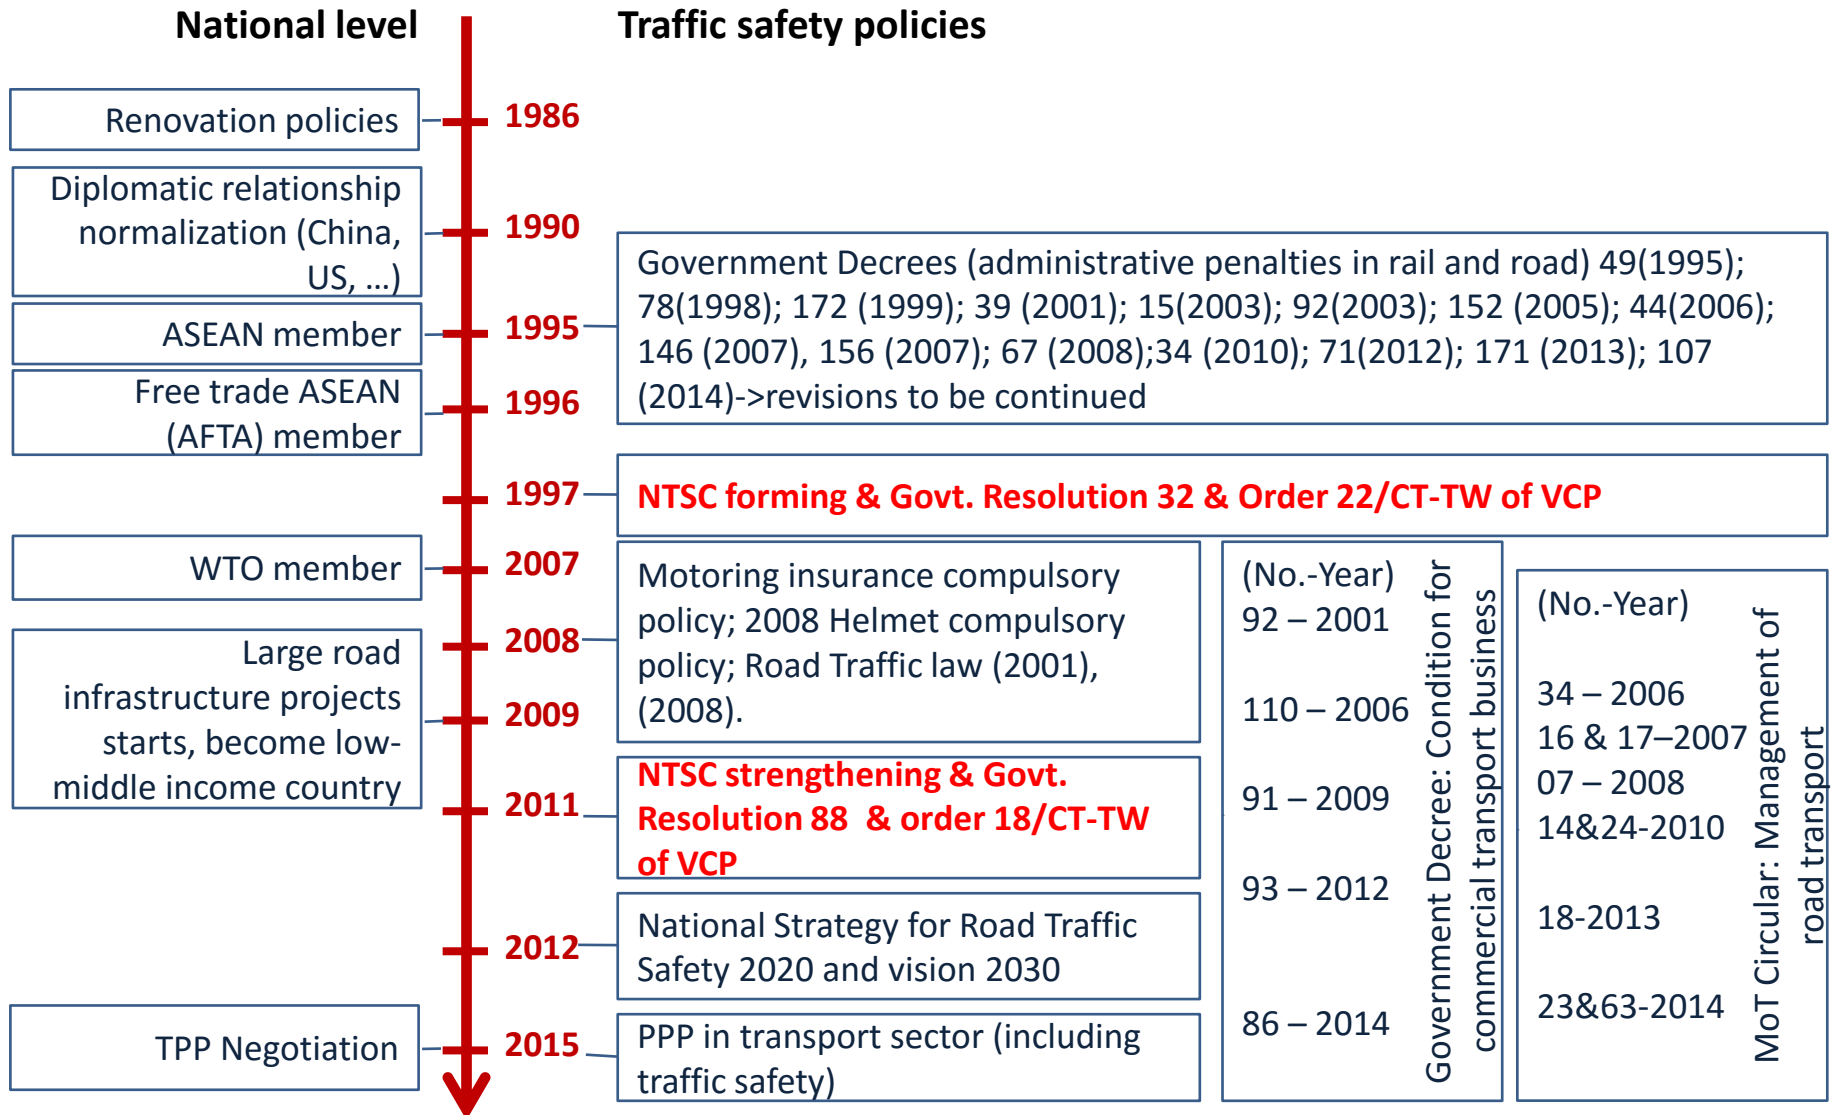 National level
Traffic safety policies
Renovation policies
1986
Diplomatic relationship
normalization (China,
US, ...)
1990
ASEAN member
1995
Government Decrees (administrative penalties in rail and road) 49(1995);
78(1998); 172 (1999); 39 (2001); 15(2003); 92(2003); 152 (2005); 44(2006);
146 (2007), 156 (2007); 67 (2008);34 (2010); 71(2012); 171 (2013); 107
(2014)->revisions to be continued
Free trade ASEAN
(AFTA) member
1996
1997
NTSC forming & Govt. Resolution 32 & Order 22/CT-TW of VCP
WTO member
2007
2008
Motoring insurance compulsory
policy; 2008 Helmet compulsory
policy; Road Traffic law (2001),
(2008).
Large road
infrastructure projects
starts, become low-
middle income country
2009
2011
NTSC strengthening & Govt.
Resolution 88  & order 18/CT-TW
of VCP
2012
National Strategy for Road Traffic
Safety 2020 and vision 2030
TPP Negotiation
2015
PPP in transport sector (including
traffic safety)
(No.-Year)
92 – 2001
110 – 2006
91 – 2009
93 – 2012
86 – 2014
Government Decree: Condition for
commercial transport business
(No.-Year)
34 – 2006
16 & 17–2007
07 – 2008
14&24-2010
18-2013
23&63-2014
MoT Circular: Management of
road transport